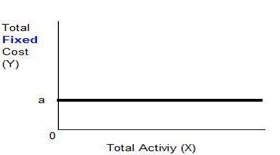 Total
Fixed
Cost
(Y)
a
0
Total Activiy (X)